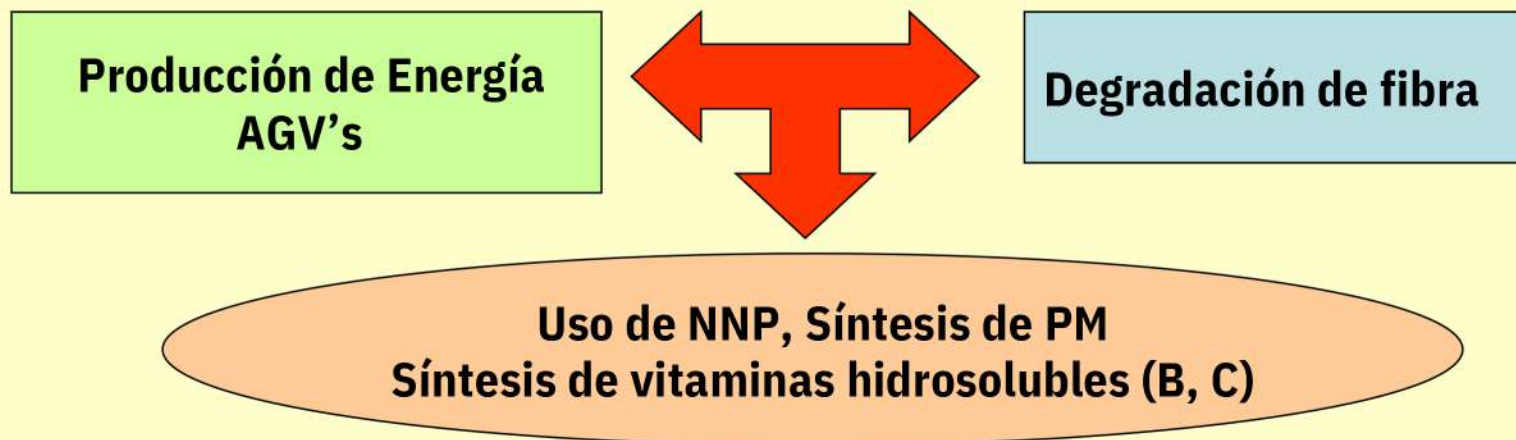 Producción de Energía
AGV’s
Degradación de fibra
Uso de NNP, Síntesis de PM
Síntesis de vitaminas hidrosolubles (B, C)